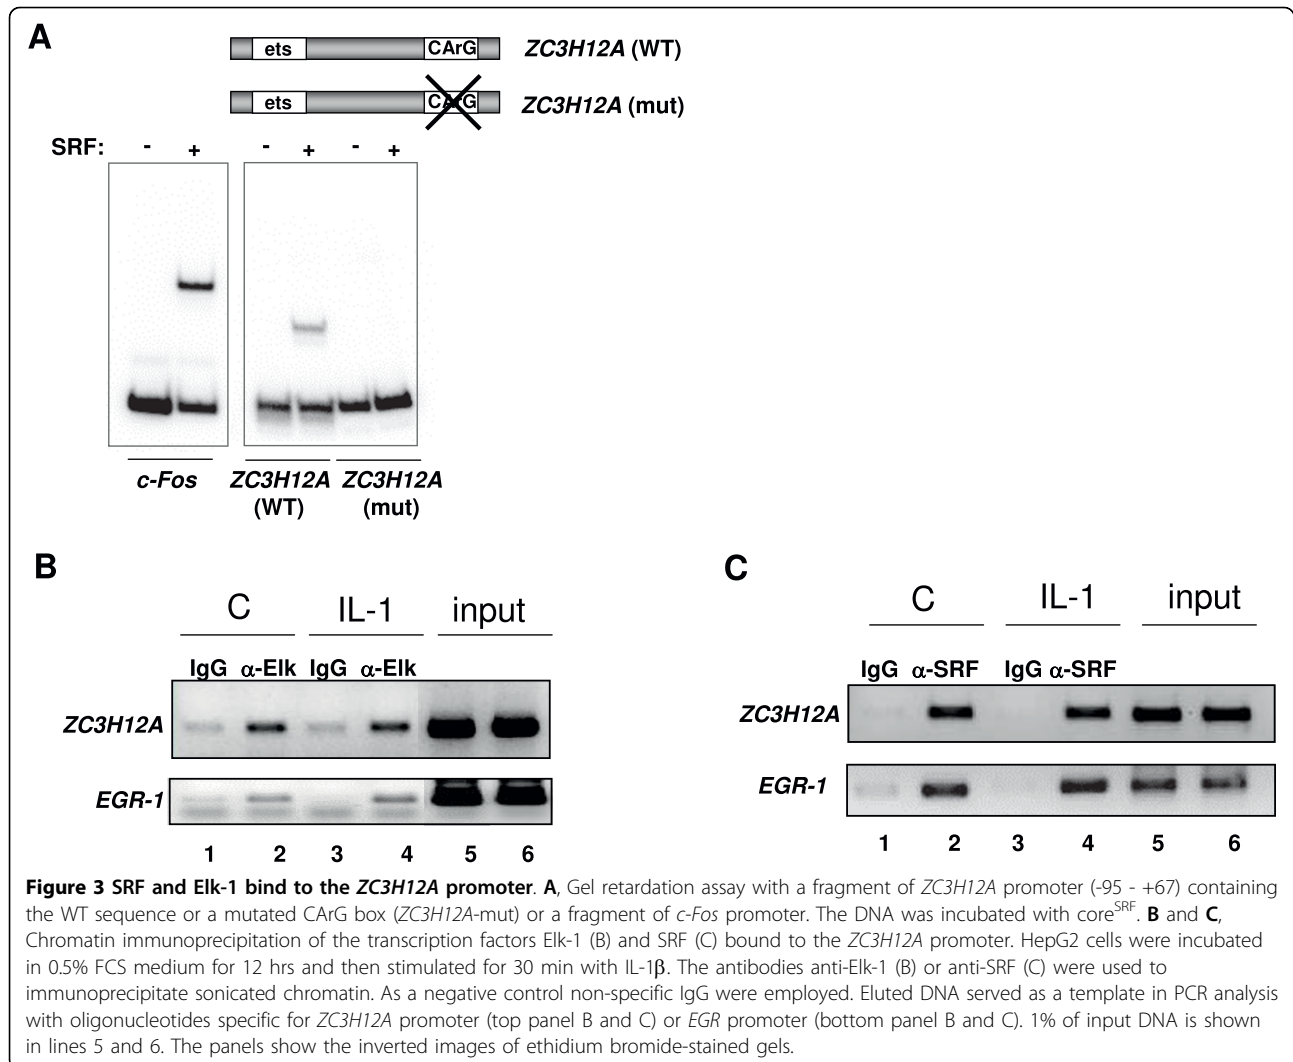 A
ets CArG ZC3H12A (WT)
ets CArG ZC3H12A (mut)
SRF: - + - + - +
c-Fos ZC3H12A ZC3H12A
(WT) (mut)
B
C IL-1 input
IgG α-Elk IgG α-Elk
ZC3H12A
EGR-1
1 2 3 4 5 6
C
C IL-1 input
IgG α-SRF IgG α-SRF
ZC3H12A
EGR-1
1 2 3 4 5 6
Figure 3 SRF and Elk-1 bind to the ZC3H12A promoter. A, Gel retardation assay with a fragment of ZC3H12A promoter (-95 - +67) containing
the WT sequence or a mutated CArG box (ZC3H12A-mut) or a fragment of c-Fos promoter. The DNA was incubated with coreSRF. B and C,
Chromatin immunoprecipitation of the transcription factors Elk-1 (B) and SRF (C) bound to the ZC3H12A promoter. HepG2 cells were incubated
in 0.5% FCS medium for 12 hrs and then stimulated for 30 min with IL-1β. The antibodies anti-Elk-1 (B) or anti-SRF (C) were used to
immunoprecipitate sonicated chromatin. As a negative control non-specific IgG were employed. Eluted DNA served as a template in PCR analysis
with oligonucleotides specific for ZC3H12A promoter (top panel B and C) or EGR promoter (bottom panel B and C). 1% of input DNA is shown
in lines 5 and 6. The panels show the inverted images of ethidium bromide-stained gels.